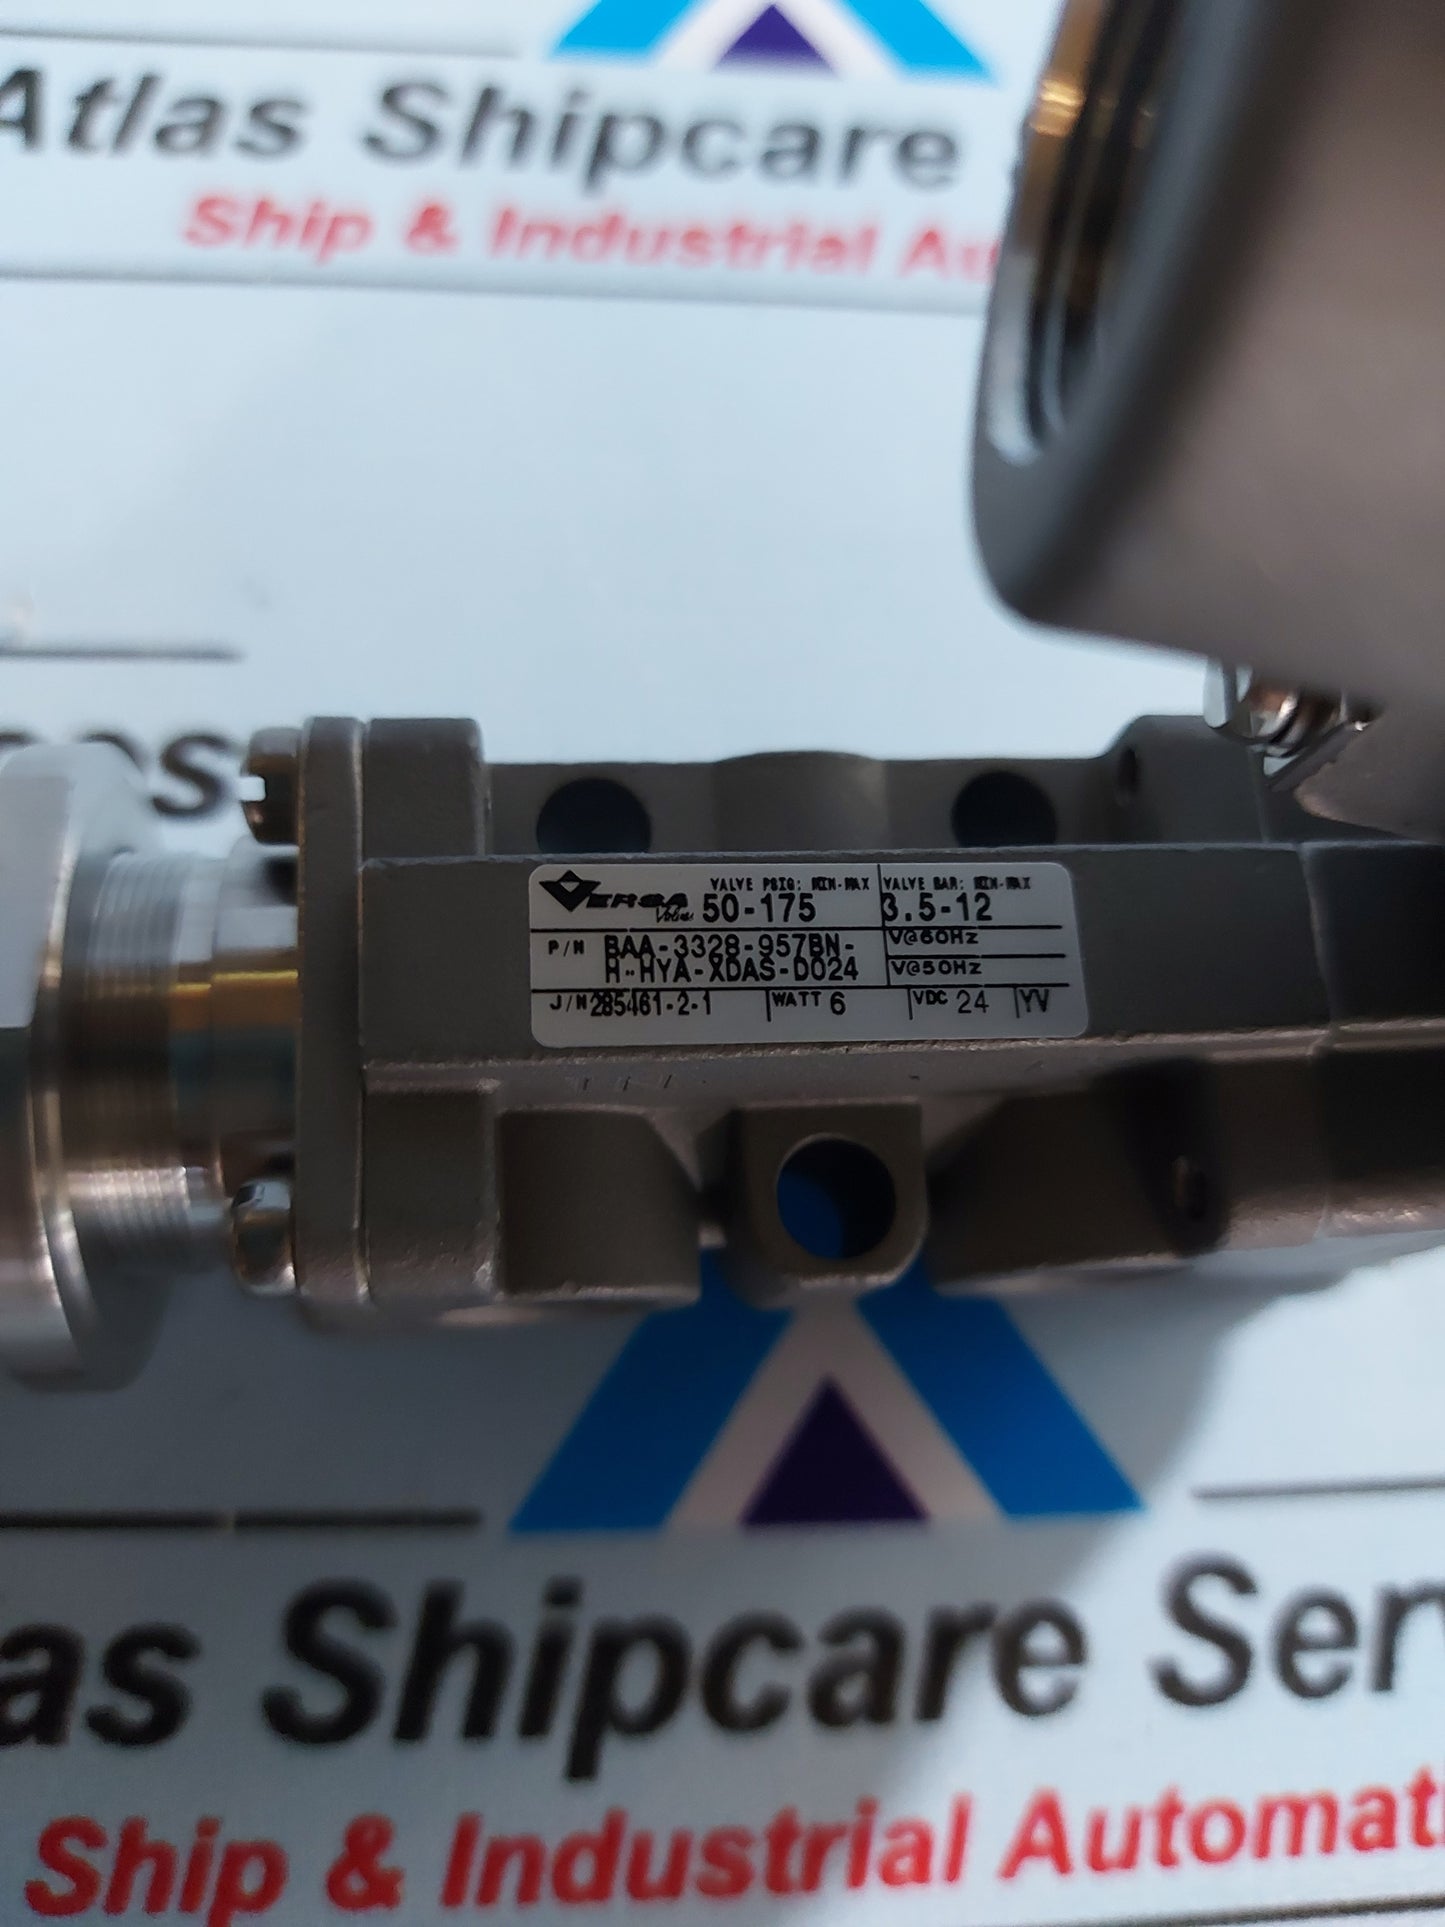 Atlas Shipcare
Ship & Industrial Au
VERSA Valves VALVE PSIG: MIN-MAX VALVE BAR: MIN-MAX
50-175 3.5-12
P/N BAA-3328-957BN- V@60HZ
H-HYA-XDAS-D024 V@50HZ
J/N 285461-2-1 WATT 6 VDC 24 YV
as Shipcare Ser
Ship & Industrial Automat